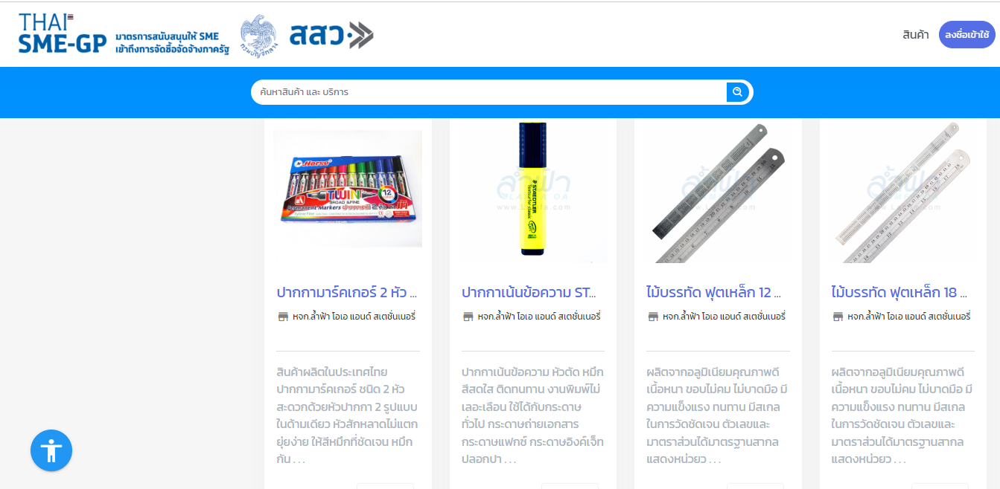 THAI
SME-GP
มาตรการสนับสนุนให้ SME
เข้าถึงการจัดซื้อจัดจ้างภาครัฐ
กรมบัญชีกลาง
สสว.
สินค้า
ลงชื่อเข้าใช้
ค้นหาสินค้า และ บริการ
Horse
TWIN
BROAD & FINE
Permanent Markers
12
STAEDTLER
Textsurfer classic
ปากกามาร์คเกอร์ 2 หัว ...
หจก.ล้ำฟ้า โอเอ แอนด์ สเตชั่นเนอรี่
สินค้าผลิตในประเทศไทย
ปากกามาร์คเกอร์ ชนิด 2 หัว
สะดวกด้วยหัวปากกา 2 รูปแบบ
ในด้ามเดียว หัวสักหลาดไม่แตก
ยุ่ยง่าย ให้สีหมึกที่ชัดเจน หมึก
กัน . . .
ปากกาเน้นข้อความ ST...
หจก.ล้ำฟ้า โอเอ แอนด์ สเตชั่นเนอรี่
ปากกาเน้นข้อความ หัวตัด หมึก
สีสดใส ติดทนทาน งานพิมพ์ไม่
เลอะเลือน ใช้ได้กับกระดาษ
ทั่วไป กระดาษถ่ายเอกสาร
กระดาษแฟกซ์ กระดาษอิงค์เจ็ท
ปลอกปา . . .
ไม้บรรทัด ฟุตเหล็ก 12 ...
หจก.ล้ำฟ้า โอเอ แอนด์ สเตชั่นเนอรี่
ผลิตจากอลูมิเนียมคุณภาพดี
เนื้อหนา ขอบไม่คม ไม่บาดมือ มี
ความแข็งแรง ทนทาน มีสเกล
ในการวัดชัดเจน ตัวเลขและ
มาตราส่วนได้มาตรฐานสากล
แสดงหน่วยว . . .
ไม้บรรทัด ฟุตเหล็ก 18 ...
หจก.ล้ำฟ้า โอเอ แอนด์ สเตชั่นเนอรี่
ผลิตจากอลูมิเนียมคุณภาพดี
เนื้อหนา ขอบไม่คม ไม่บาดมือ มี
ความแข็งแรง ทนทาน มีสเกล
ในการวัดชัดเจน ตัวเลขและ
มาตราส่วนได้มาตรฐานสากล
แสดงหน่วยว . . .